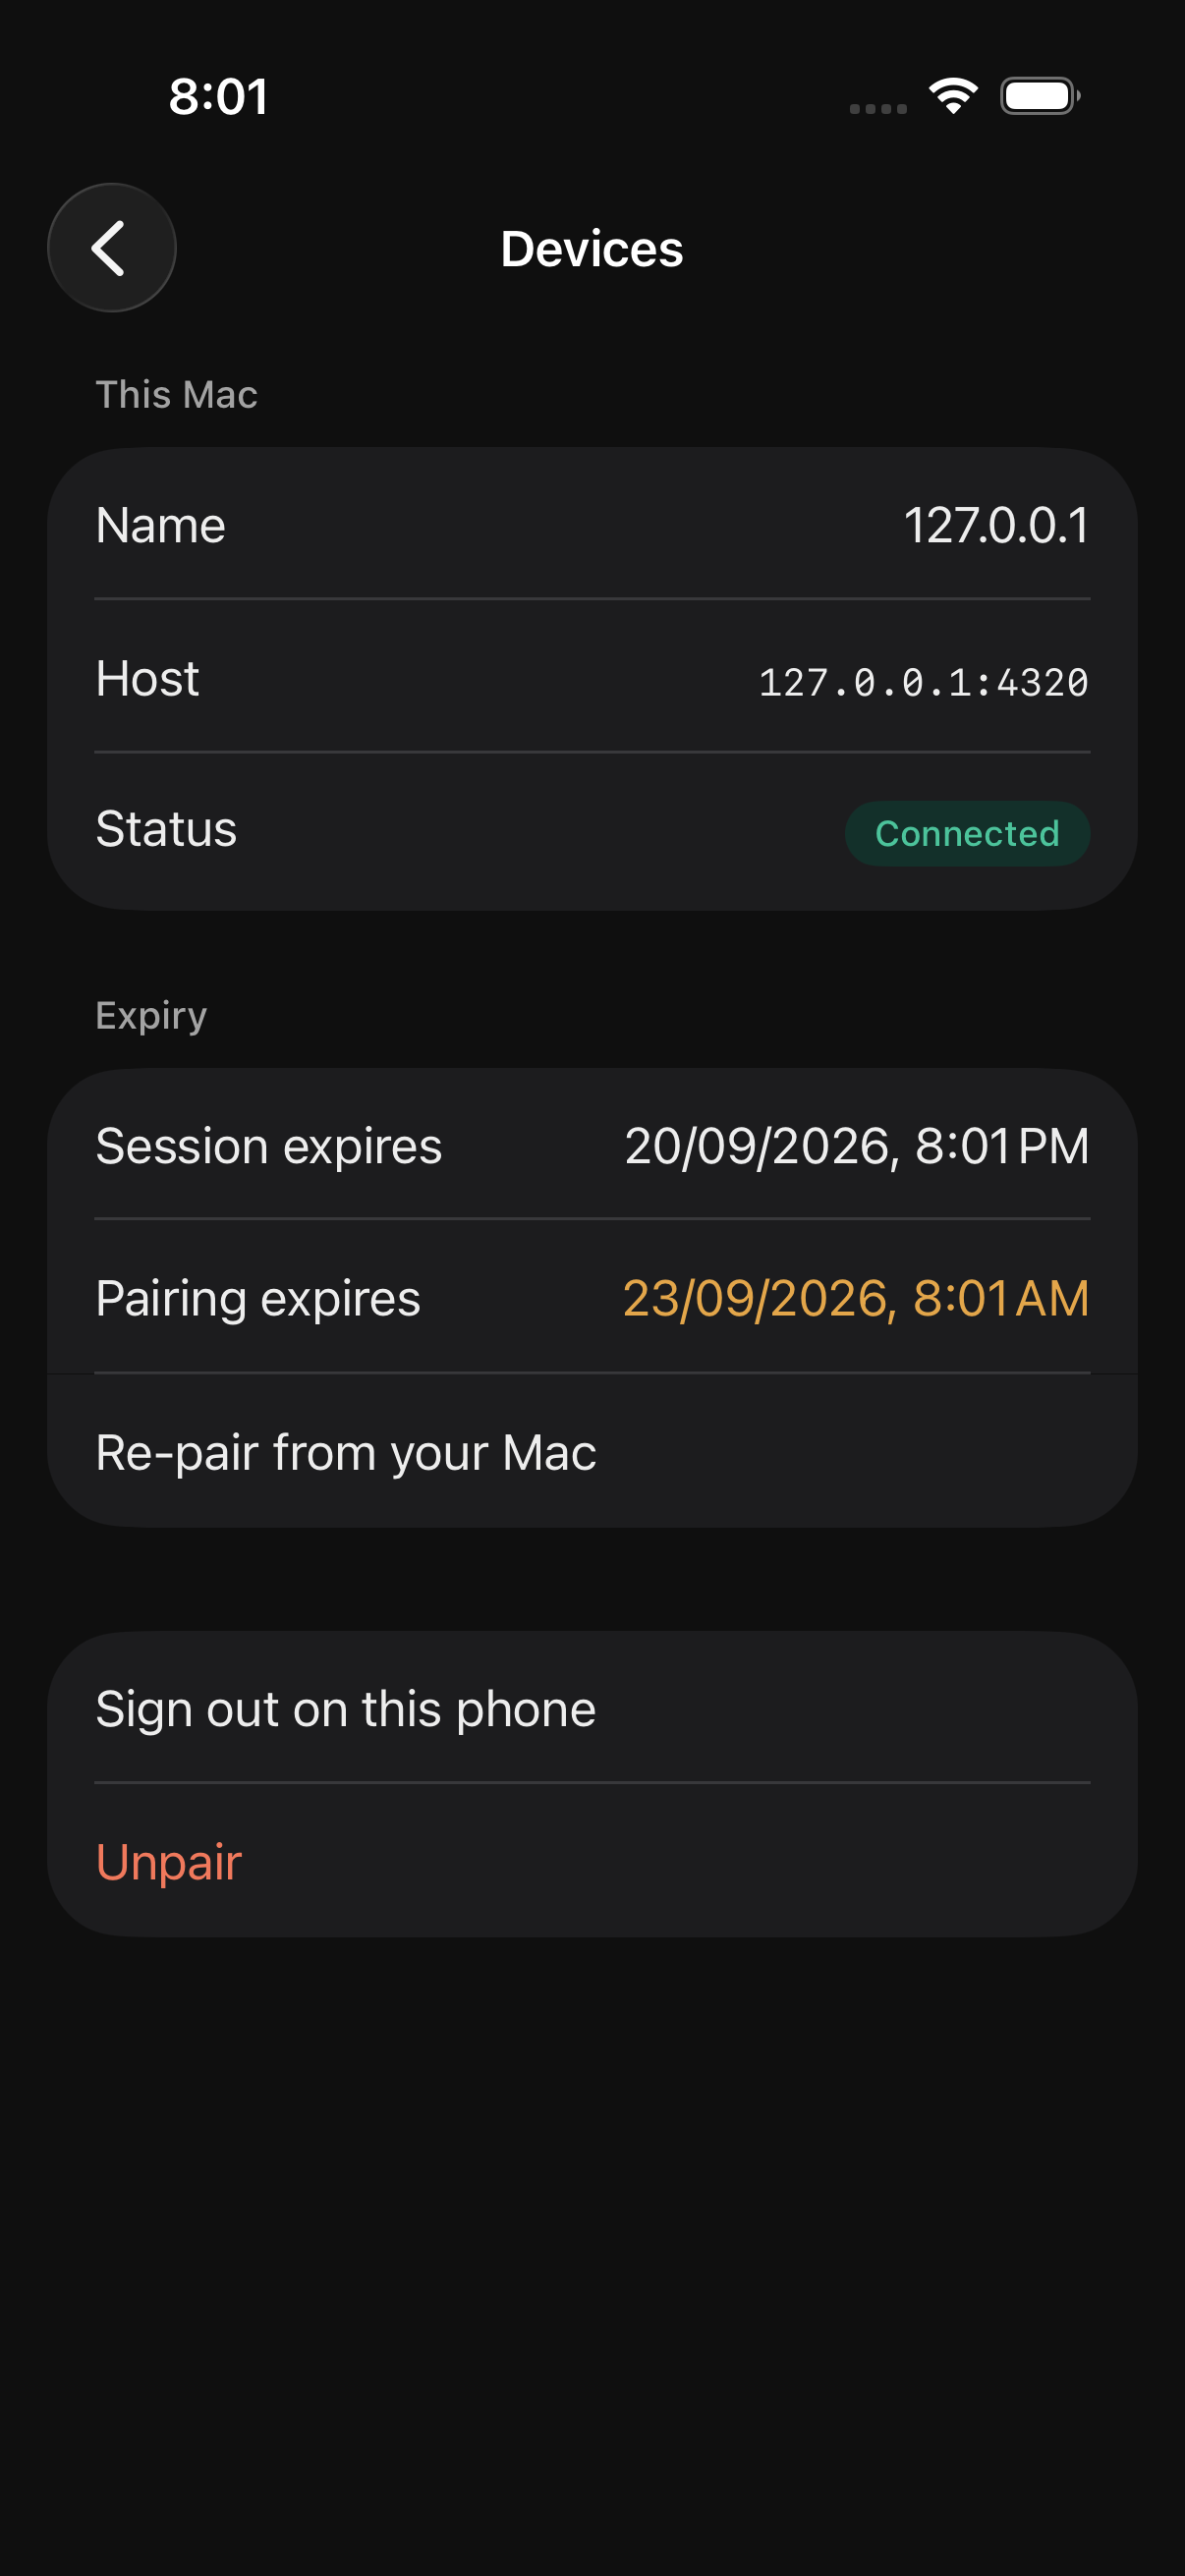 8:01
Devices
This Mac
Name 127.0.0.1
Host 127.0.0.1:4320
Status Connected
Expiry
Session expires 20/09/2026, 8:01 PM
Pairing expires 23/09/2026, 8:01 AM
Re-pair from your Mac
Sign out on this phone
Unpair